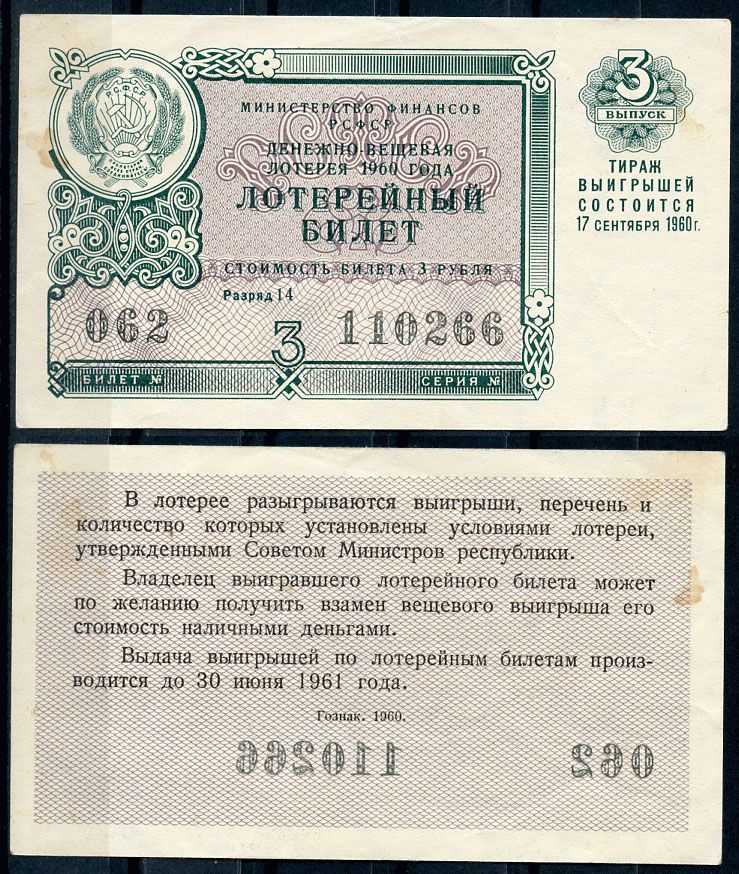 РСФСР
МИНИСТЕРСТВО ФИНАНСОВ
РСФСР
ДЕНЕЖНО-ВЕЩЕВАЯ
ЛОТЕРЕЯ 1960 ГОДА
ЛОТЕРЕЙНЫЙ
БИЛЕТ
СТОИМОСТЬ БИЛЕТА 3 РУБЛЯ
Разряд 14
062 3 110266
БИЛЕТ № СЕРИЯ №
3
ВЫПУСК
ТИРАЖ
ВЫИГРЫШЕЙ
СОСТОИТСЯ
17 СЕНТЯБРЯ 1960 г.
В лотерее разыгрываются выигрыши, перечень и
количество которых установлены условиями лотереи,
утвержденными Советом Министров республики.
Владелец выигравшего лотерейного билета может
по желанию получить взамен вещевого выигрыша его
стоимость наличными деньгами.
Выдача выигрышей по лотерейным билетам произ-
водится до 30 июня 1961 года.
Гознак. 1960.
110266 062